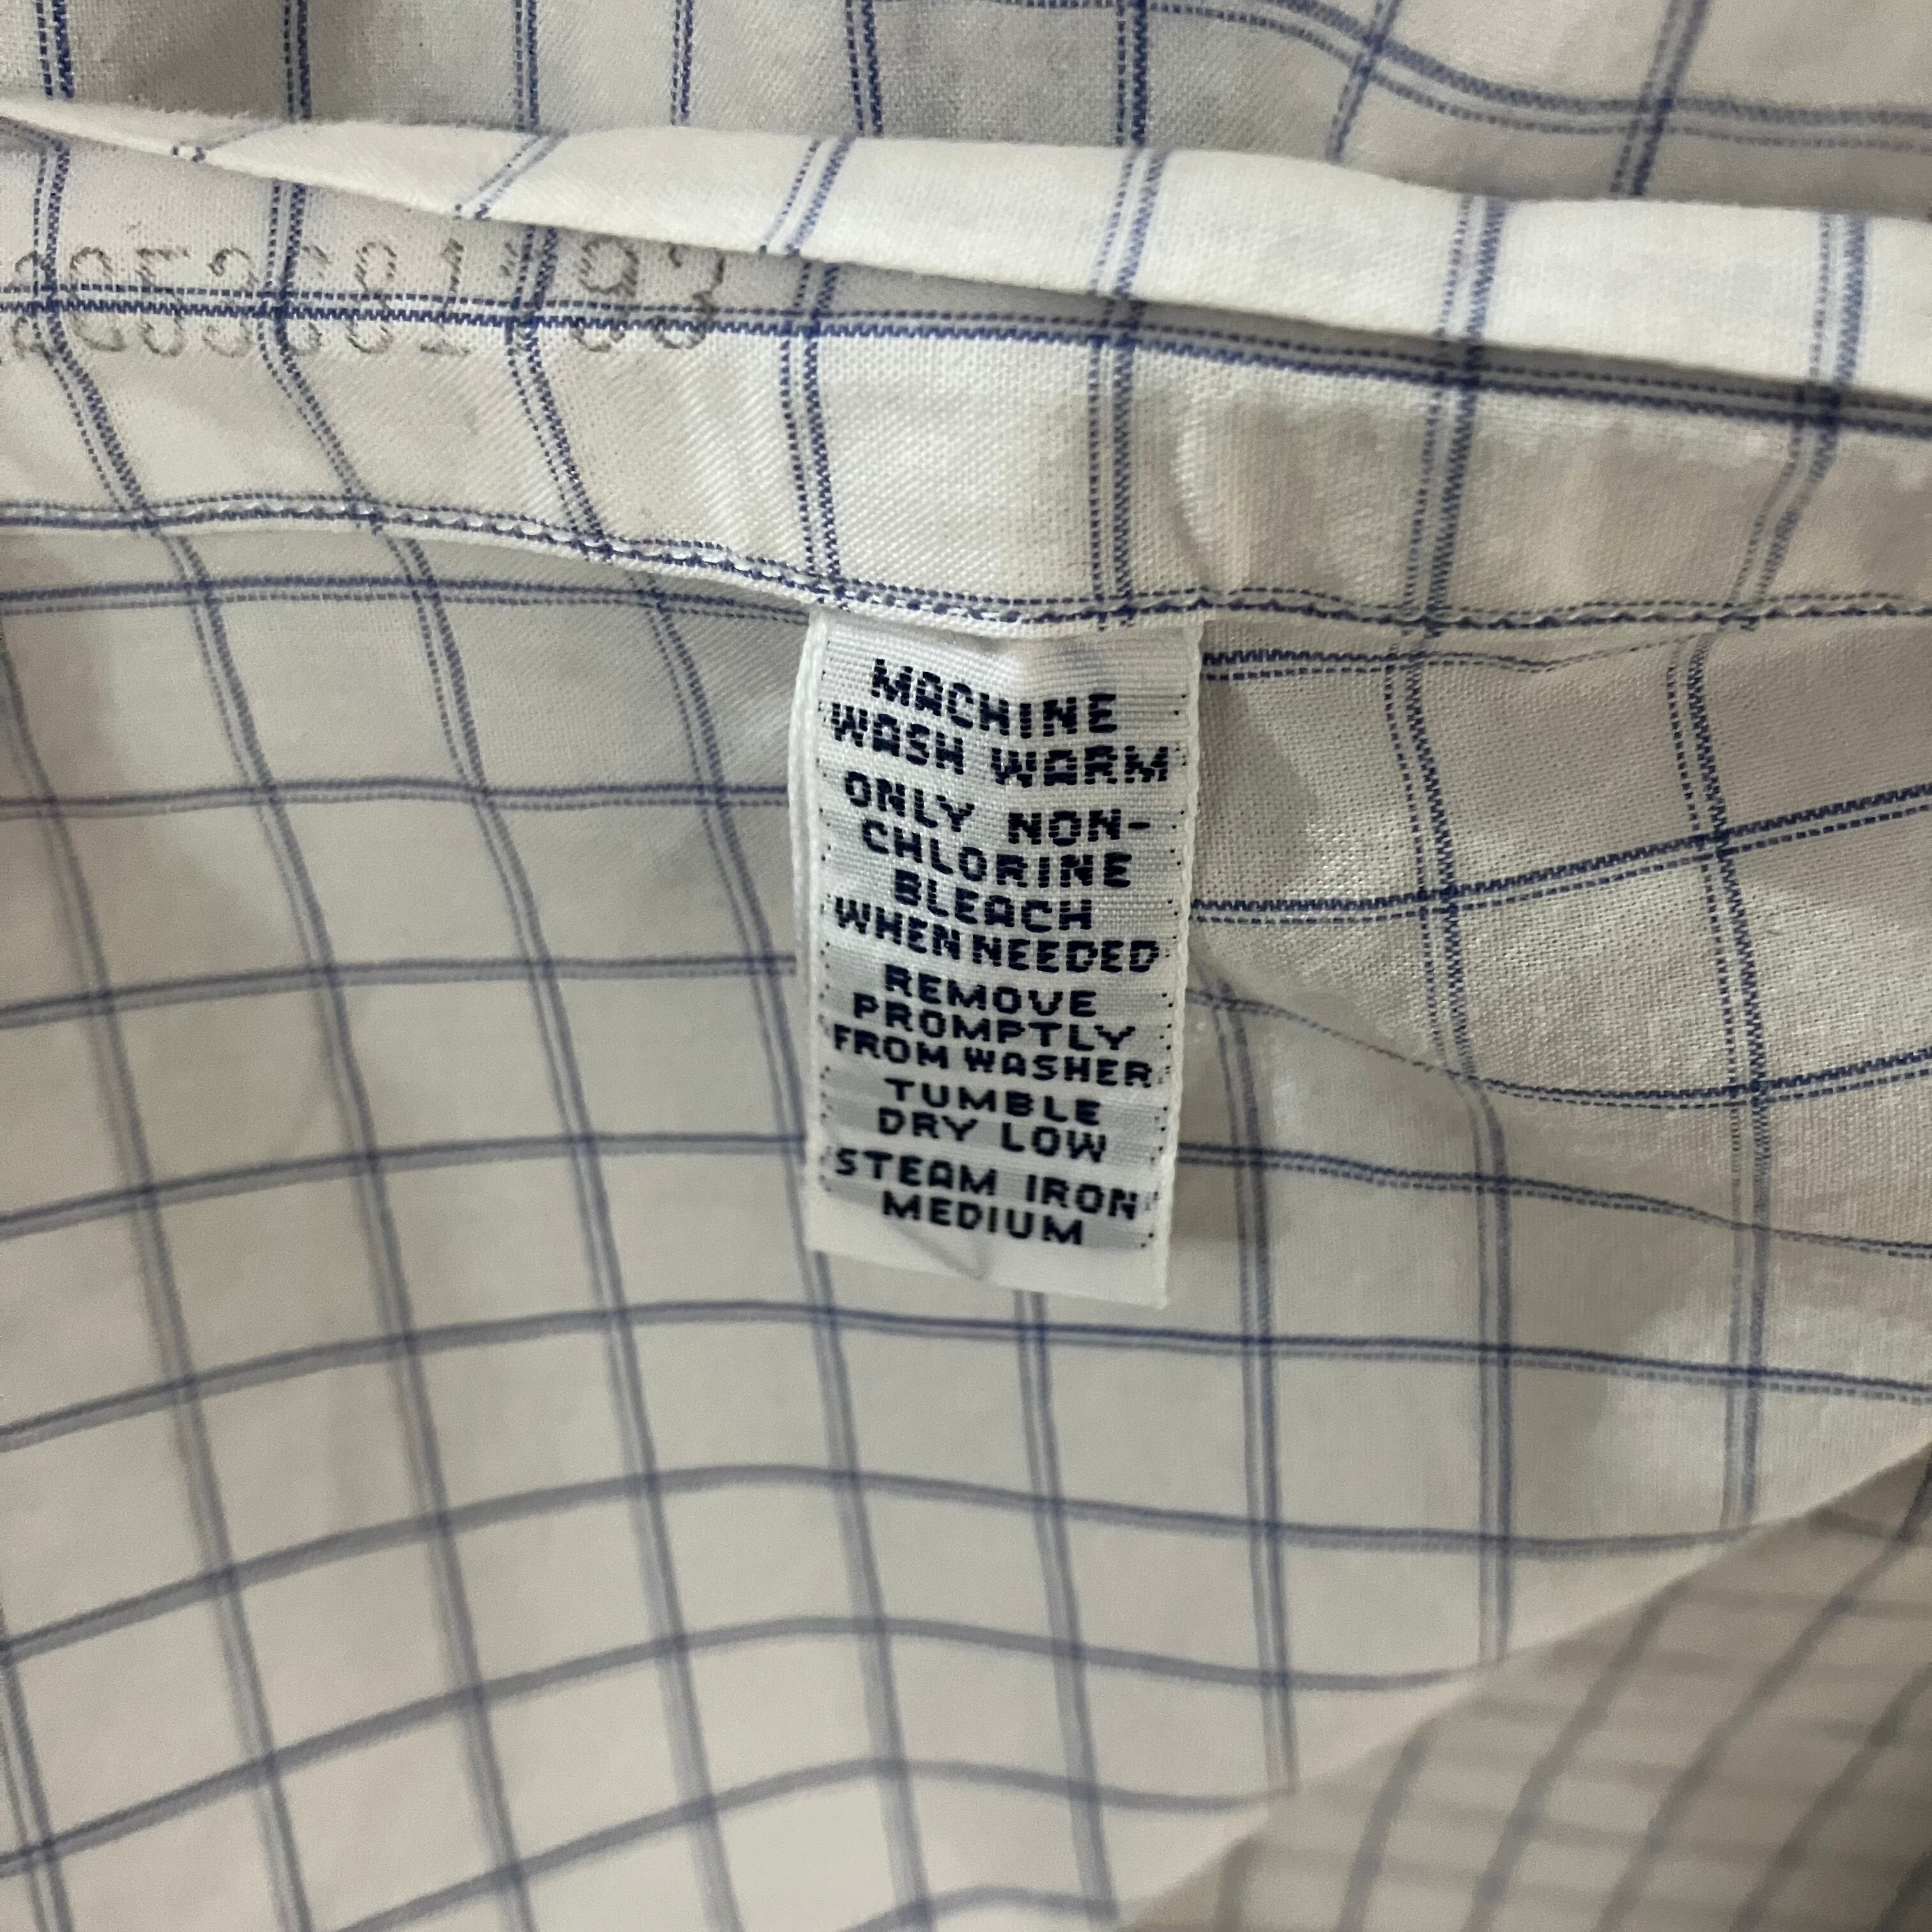 MACHINE
WASH WARM
ONLY NON-
CHLORINE
BLEACH
WHEN NEEDED
REMOVE
PROMPTLY
FROM WASHER
TUMBLE
DRY LOW
STEAM IRON
MEDIUM